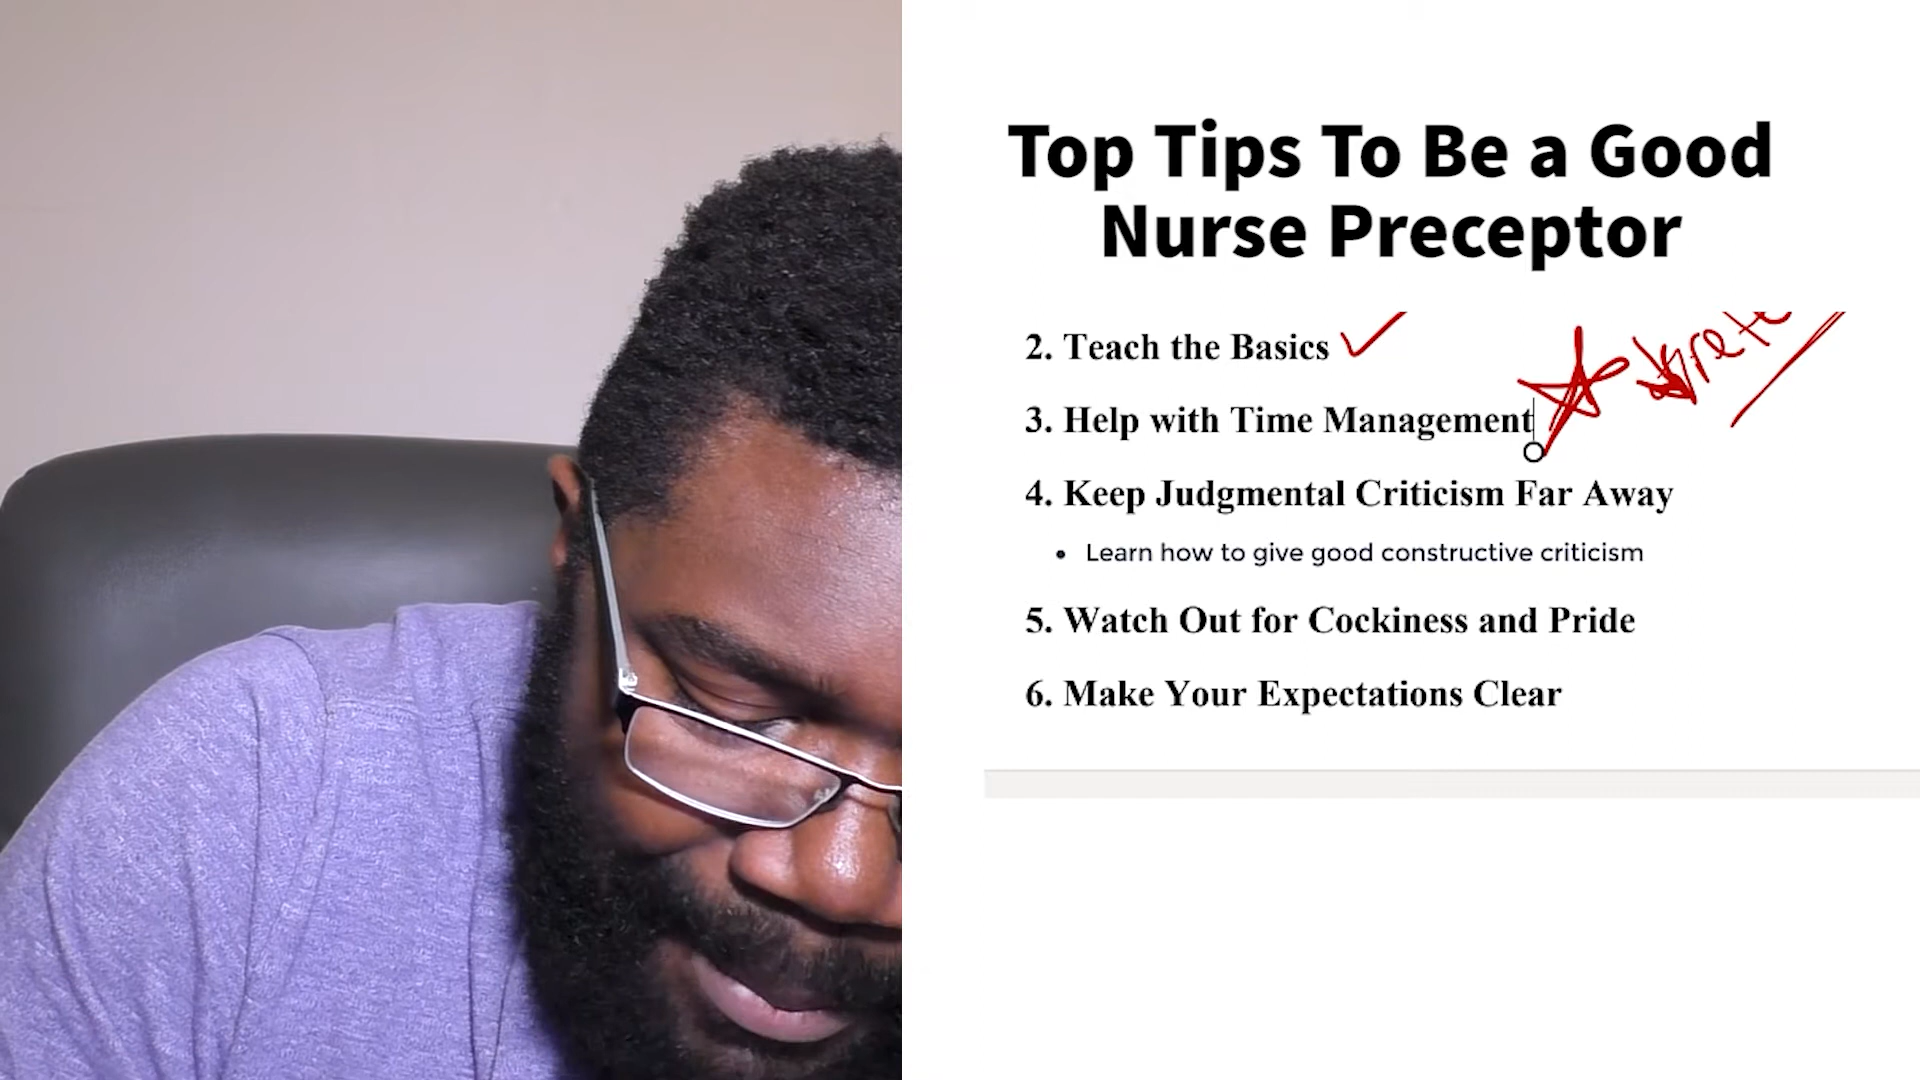 Top Tips To Be a Good
Nurse Preceptor
2. Teach the Basics
3. Help with Time Management
4. Keep Judgmental Criticism Far Away
• Learn how to give good constructive criticism
5. Watch Out for Cockiness and Pride
6. Make Your Expectations Clear